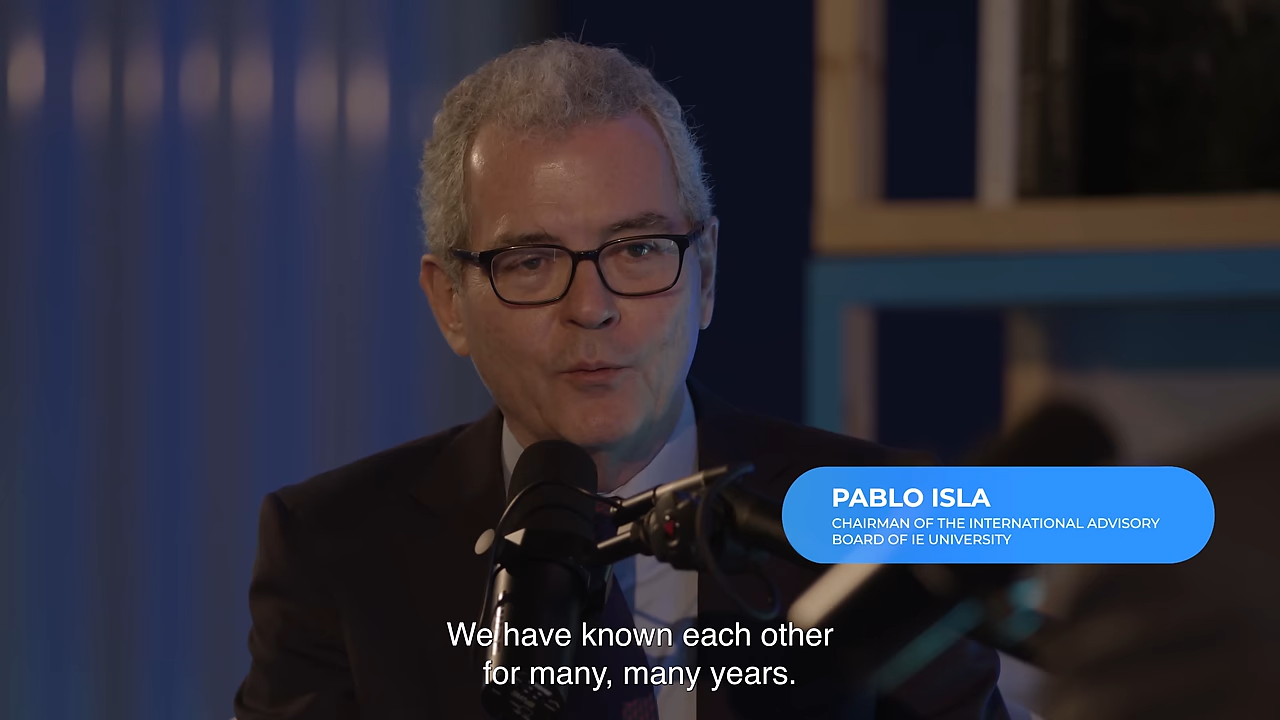 PABLO ISLA
CHAIRMAN OF THE INTERNATIONAL ADVISORY
BOARD OF IE UNIVERSITY
We have known each other
for many, many years.